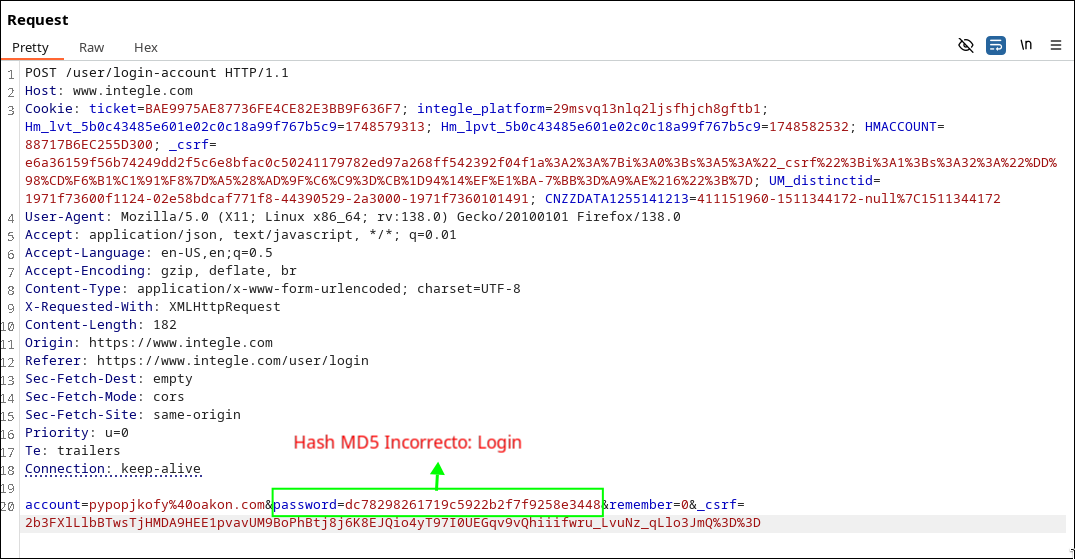 Request
Pretty Raw Hex \n
1 POST /user/login-account HTTP/1.1
2 Host: www.integle.com
3 Cookie: ticket=BAE9975AE87736FE4CE82E3BB9F636F7; integle_platform=29msvq13nlq2ljsfhjch8gftb1;
Hm_lvt_5b0c43485e601e02c0c18a99f767b5c9=1748579313; Hm_lpvt_5b0c43485e601e02c0c18a99f767b5c9=1748582532; HMACCOUNT=
88717B6EC255D300; _csrf=
e6a36159f56b74249dd2f5c6e8bfac0c50241179782ed97a268ff542392f04f1a%3A2%3A%7Bi%3A0%3Bs%3A5%3A%22_csrf%22%3Bi%3A1%3Bs%3A32%3A%22%DD%
98%CD%F6%B1%C1%91%F8%7D%A5%28%AD%9F%C6%C9%3D%CB%1D94%14%EF%E1%BA-7%BB%3D%A9%AE%216%22%3B%7D; UM_distinctid=
1971f73600f1124-02e58bdcaf771f8-44390529-2a3000-1971f7360101491; CNZZDATA1255141213=411151960-1511344172-null%7C1511344172
4 User-Agent: Mozilla/5.0 (X11; Linux x86_64; rv:138.0) Gecko/20100101 Firefox/138.0
5 Accept: application/json, text/javascript, */*; q=0.01
6 Accept-Language: en-US,en;q=0.5
7 Accept-Encoding: gzip, deflate, br
8 Content-Type: application/x-www-form-urlencoded; charset=UTF-8
9 X-Requested-With: XMLHttpRequest
10 Content-Length: 182
11 Origin: https://www.integle.com
12 Referer: https://www.integle.com/user/login
13 Sec-Fetch-Dest: empty
14 Sec-Fetch-Mode: cors
15 Sec-Fetch-Site: same-origin
16 Priority: u=0
Hash MD5 Incorrecto: Login
17 Te: trailers
18 Connection: keep-alive
19
20 account=pypopjkofy%40oakon.com&password=dc78298261719c5922b2f7f9258e3448&remember=0&_csrf=
2b3FXlLlbBTwsTjHMDA9HEE1pvavUM9BoPhBtj8j6K8EJQio4yT97I0UEGqv9vQhiiifwru_LvuNz_qLlo3JmQ%3D%3D